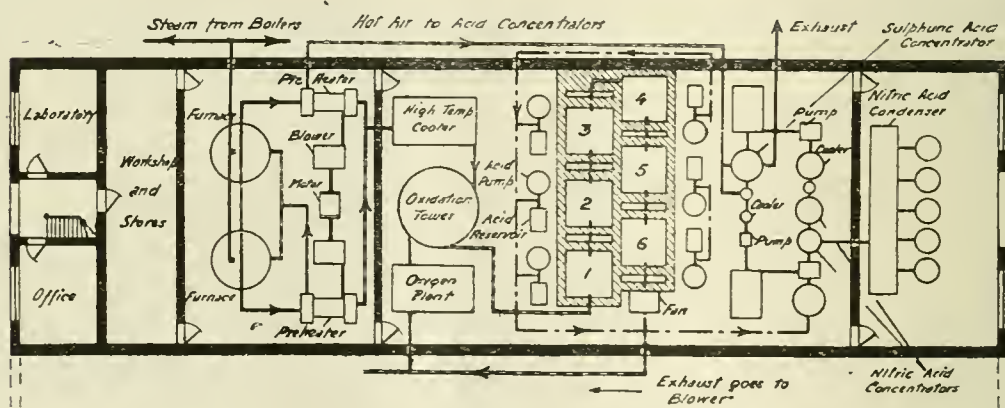 Steam from Boilers
Hot Air to Acid Concentrators
Exhaust
Sulphuric Acid
Concentrator
Laboratory
Workshop
and
Stores
Office
Furnace
Furnace
Pre Heater
Blower
Motor
Preheater
High Temp
Cooler
Oxidation
Tower
Oxygen
Plant
Acid
Pump
Acid
Reservoir
4
3
5
2
6
1
Fan
Pump
Cooler
Cooler
Pump
Nitric Acid
Condenser
Nitric Acid
Concentrators
Exhaust goes to
Blower